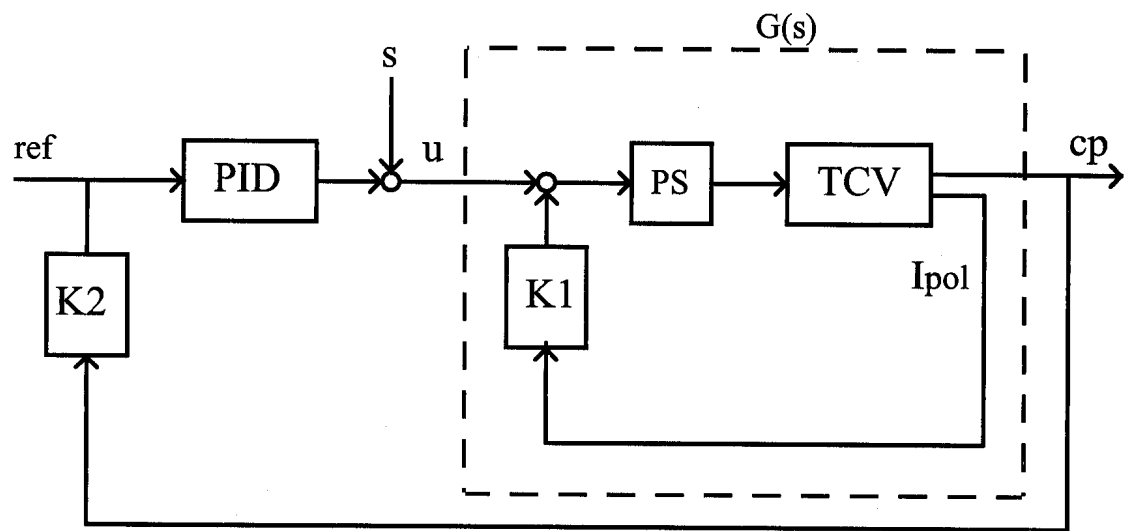 G(s)
s
ref
PID
u
PS
TCV
cp
K2
K1
Ipol